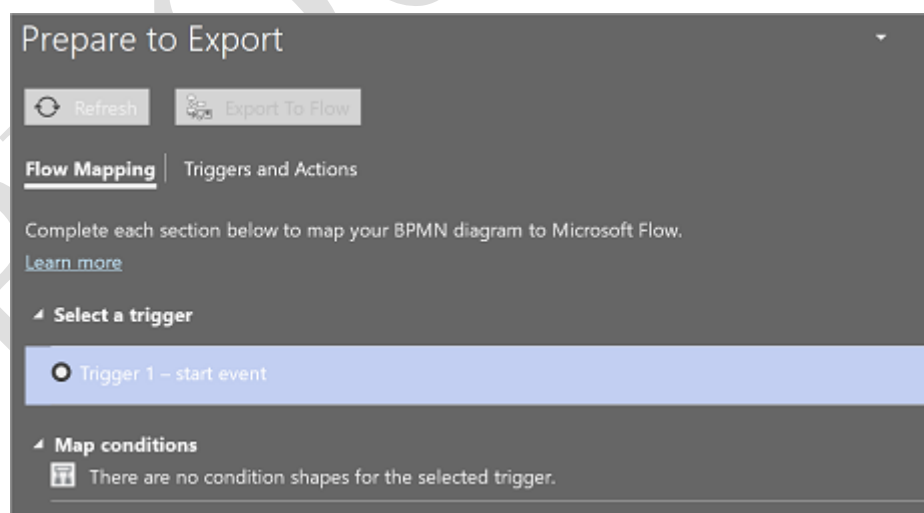 Prepare to Export
Refresh Export To Flow
Flow Mapping Triggers and Actions
Complete each section below to map your BPMN diagram to Microsoft Flow.
Learn more
Select a trigger
Trigger 1 – start event
Map conditions
There are no condition shapes for the selected trigger.